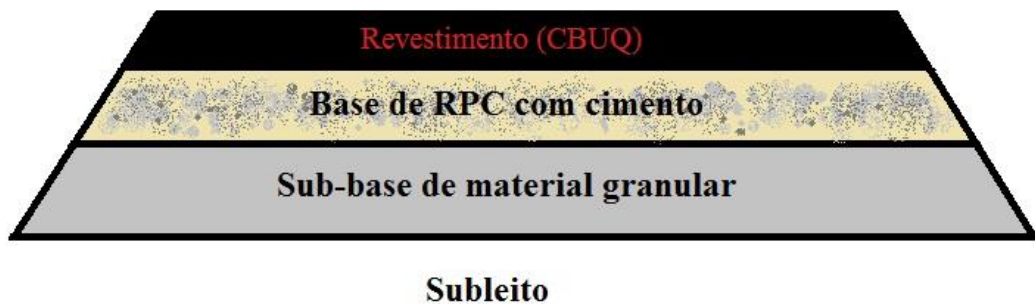 Revestimento (CBUQ)
Base de RPC com cimento
Sub-base de material granular
Subleito